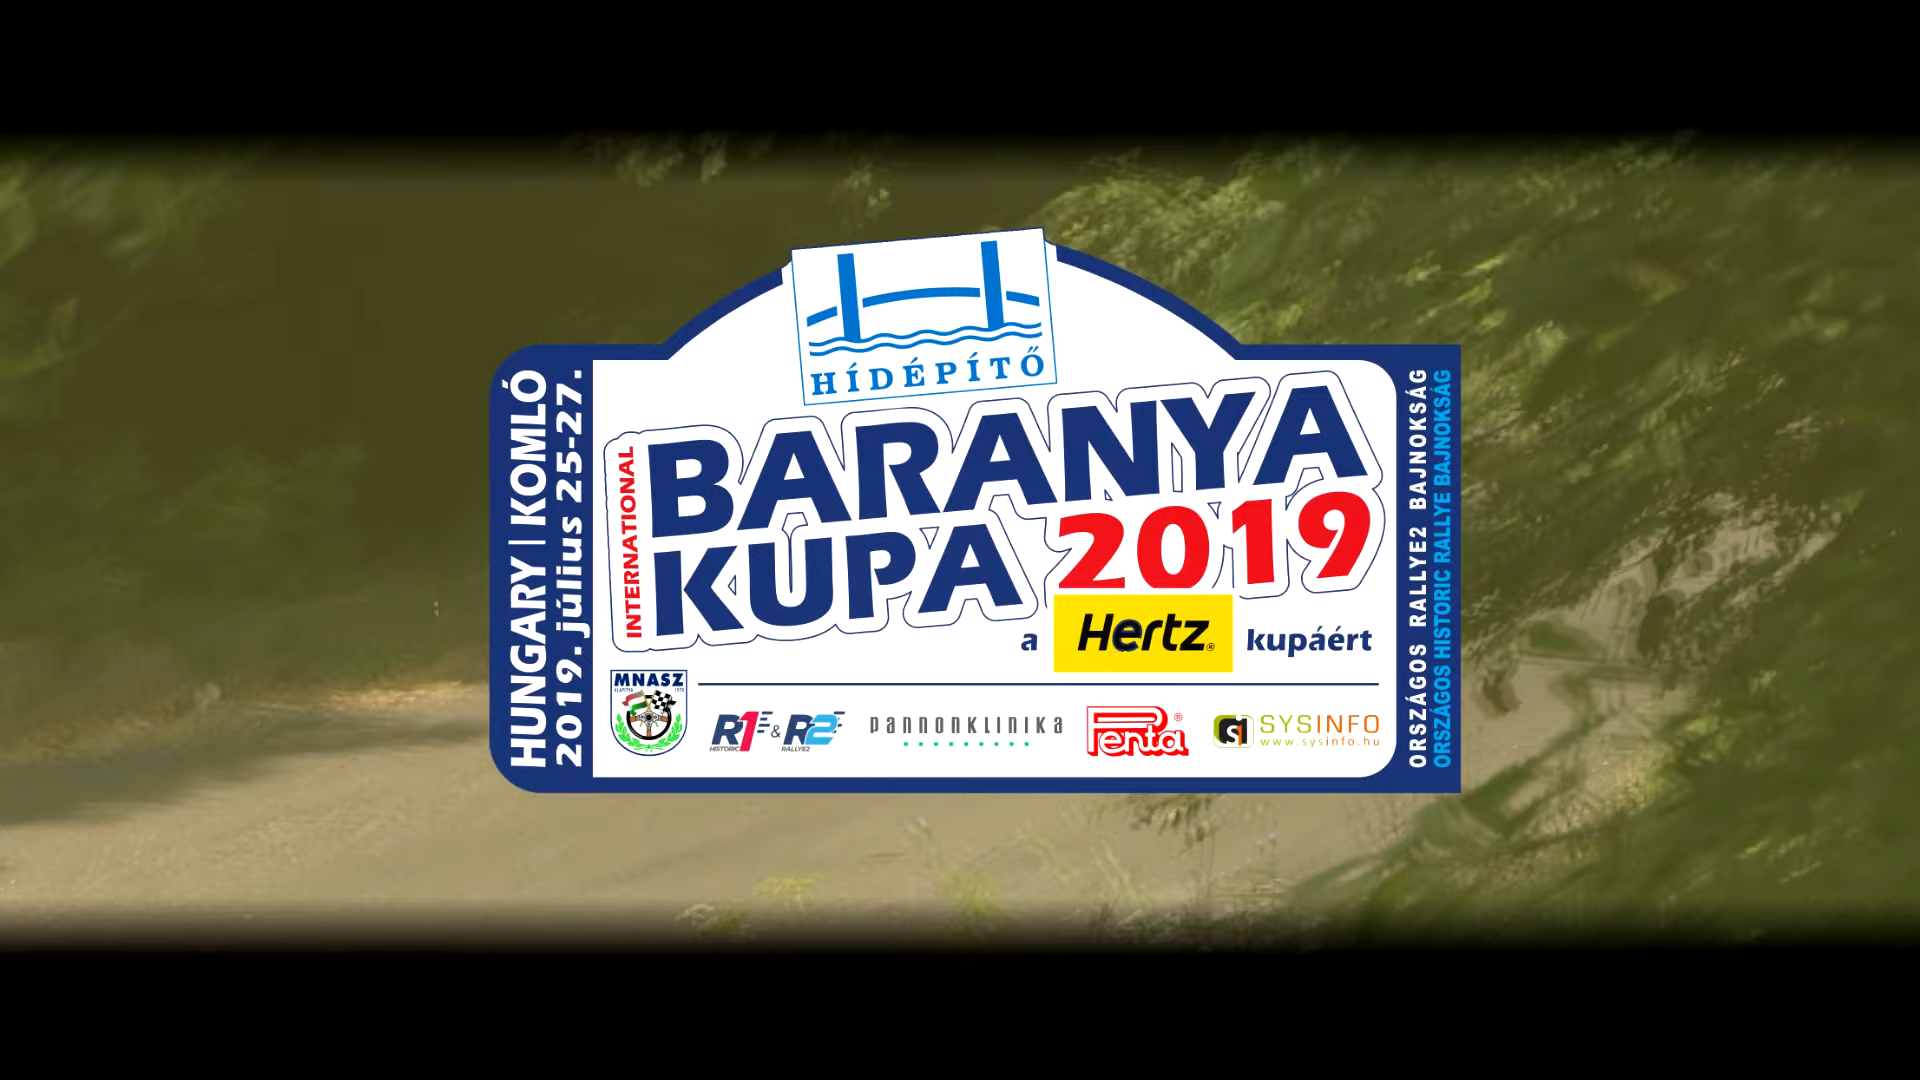 HÍDÉPÍTŐ
HUNGARY | KOMLÓ
2019. július 25-27.
INTERNATIONAL
BARANYA
KUPA 2019
a Hertz® kupáért
MNASZ
R1 & R2
HISTORIC RALLYE2
PANNONKLINIKA
Penta®
SYSINFO
www.sysinfo.hu
ORSZÁGOS RALLYE2 BAJNOKSÁG
ORSZÁGOS HISTORIC RALLYE BAJNOKSÁG